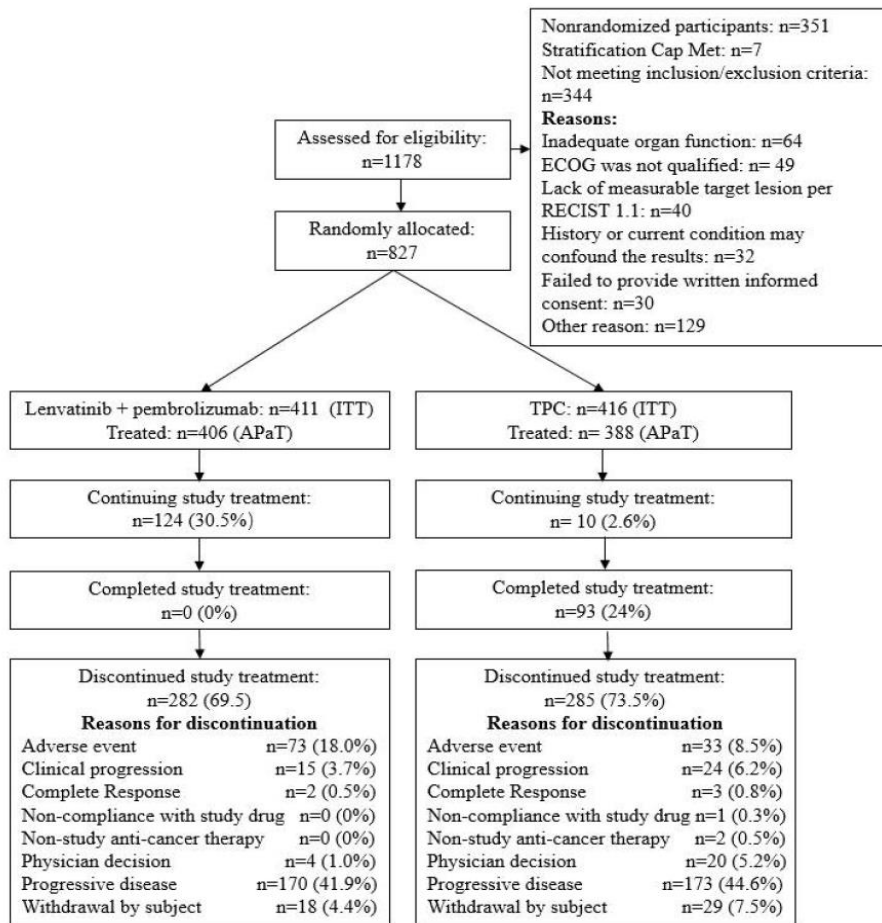 Nonrandomized participants: n=351
Stratification Cap Met: n=7
Not meeting inclusion/exclusion criteria:
n=344
Reasons:
Inadequate organ function: n=64
ECOG was not qualified: n= 49
Lack of measurable target lesion per
RECIST 1.1: n=40
History or current condition may
confound the results: n=32
Failed to provide written informed
consent: n=30
Other reason: n=129
Assessed for eligibility:
n=1178
Randomly allocated:
n=827
Lenvatinib + pembrolizumab: n=411 (ITT)
Treated: n=406 (APaT)
TPC: n=416 (ITT)
Treated: n= 388 (APaT)
Continuing study treatment:
n=124 (30.5%)
Continuing study treatment:
n= 10 (2.6%)
Completed study treatment:
n=0 (0%)
Completed study treatment:
n=93 (24%)
Discontinued study treatment:
n=282 (69.5)
Reasons for discontinuation
Adverse event n=73 (18.0%)
Clinical progression n=15 (3.7%)
Complete Response n=2 (0.5%)
Non-compliance with study drug n=0 (0%)
Non-study anti-cancer therapy n=0 (0%)
Physician decision n=4 (1.0%)
Progressive disease n=170 (41.9%)
Withdrawal by subject n=18 (4.4%)
Discontinued study treatment:
n=285 (73.5%)
Reasons for discontinuation
Adverse event n=33 (8.5%)
Clinical progression n=24 (6.2%)
Complete Response n=3 (0.8%)
Non-compliance with study drug n=1 (0.3%)
Non-study anti-cancer therapy n=2 (0.5%)
Physician decision n=20 (5.2%)
Progressive disease n=173 (44.6%)
Withdrawal by subject n=29 (7.5%)